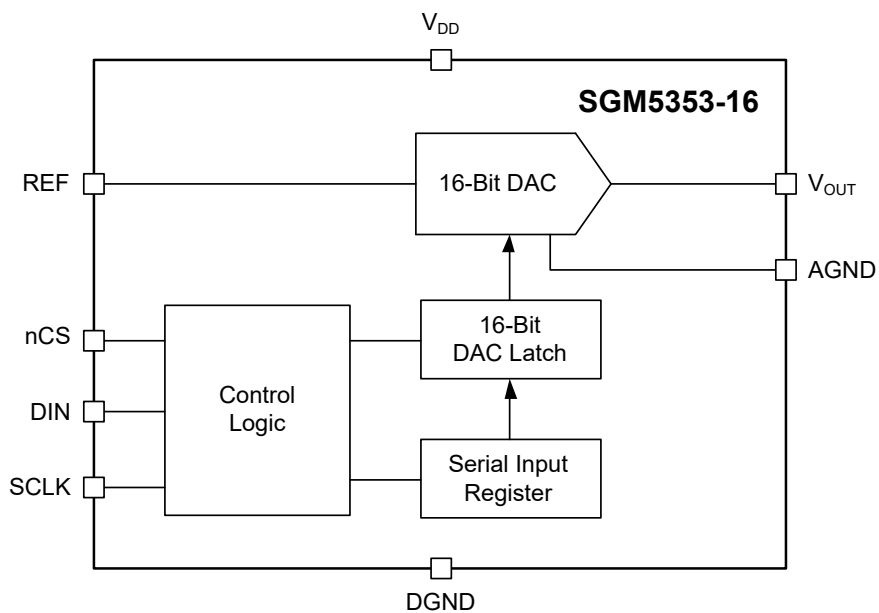 VDD
SGM5353-16
REF
16-Bit DAC
VOUT
AGND
nCS
16-Bit
DAC Latch
Control
Logic
DIN
Serial Input
Register
SCLK
DGND